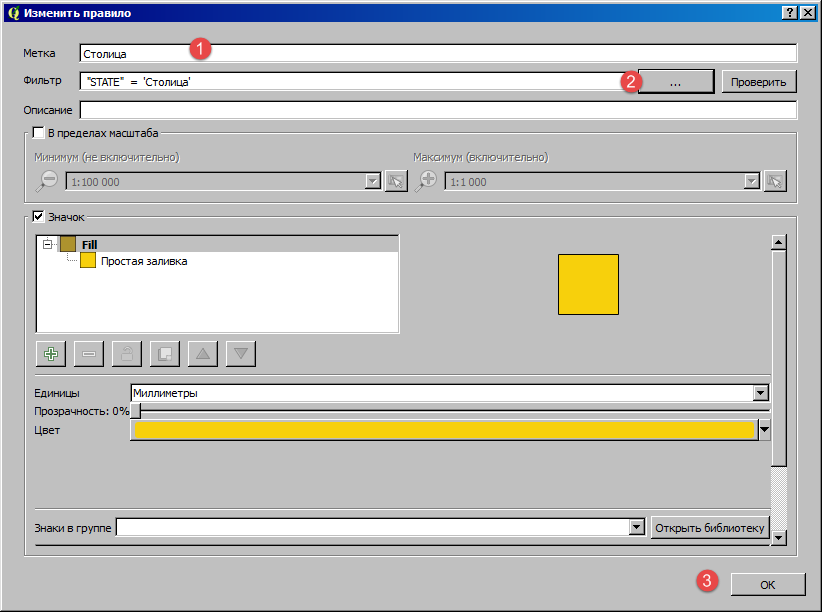 Изменить правило
Метка Столица 1
Фильтр "STATE" = 'Столица' 2 ... Проверить
Описание
В пределах масштаба
Минимум (не включительно) Максимум (включительно)
1:100 000 1:1 000
Значок
Fill
Простая заливка
Единицы Миллиметры
Прозрачность: 0%
Цвет
Знаки в группе Открыть библиотеку
3 OK